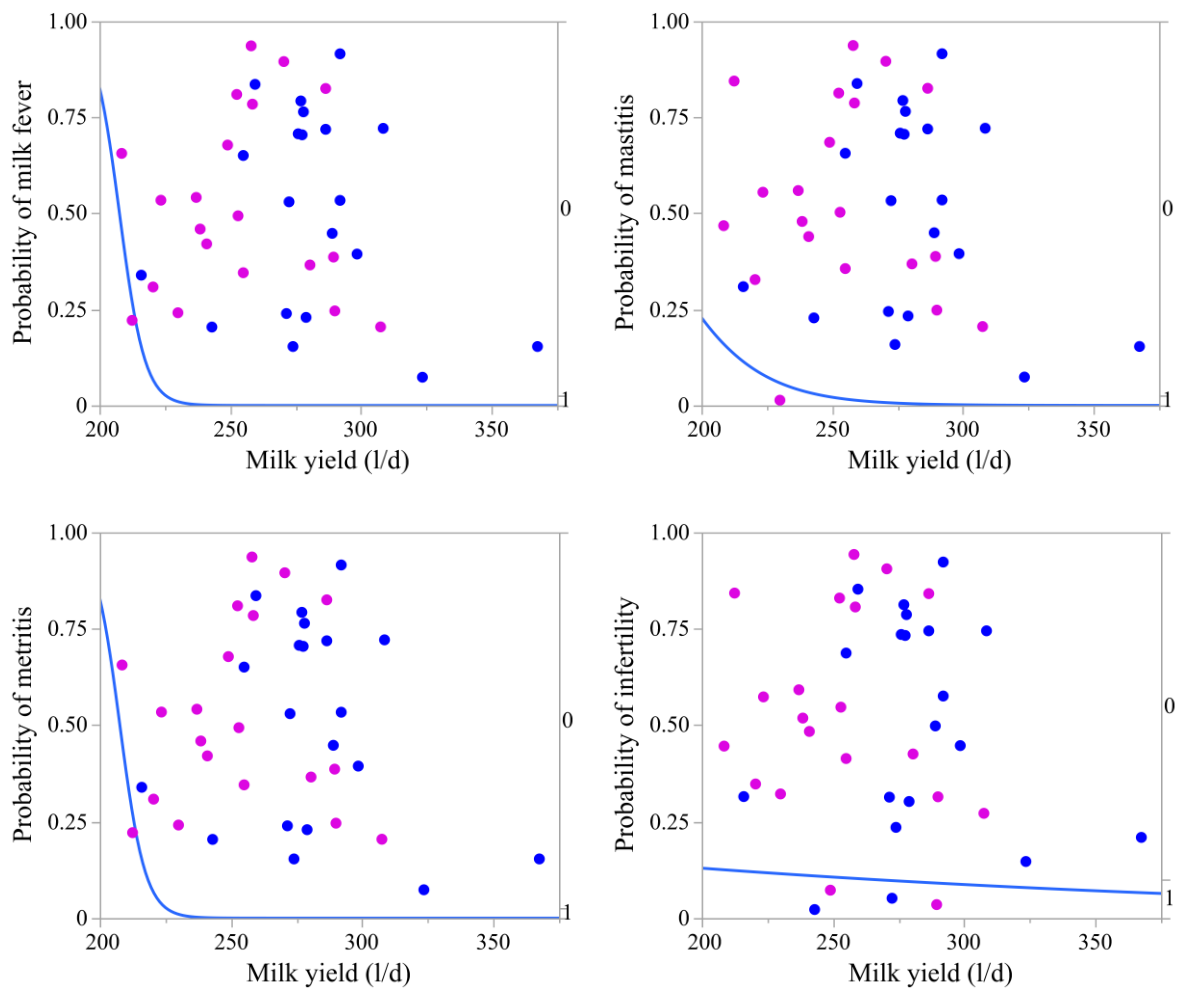 1.00
0.75
0.50
0.25
0
Probability of milk fever
0
1
200 250 300 350
Milk yield (l/d)
1.00
0.75
0.50
0.25
0
Probability of mastitis
0
1
200 250 300 350
Milk yield (l/d)
1.00
0.75
0.50
0.25
0
Probability of metritis
0
1
200 250 300 350
Milk yield (l/d)
1.00
0.75
0.50
0.25
0
Probability of infertility
0
1
200 250 300 350
Milk yield (l/d)